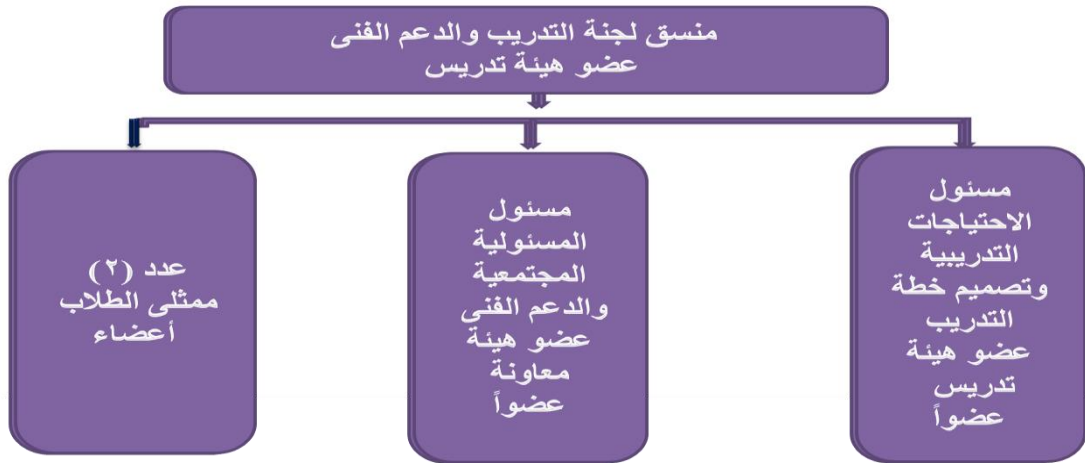 منسق لجنة التدريب والدعم الفنى
عضو هيئة تدريس
مسئول
الاحتياجات
التدريبية
وتصميم خطة
التدريب
عضو هيئة
تدريس
عضواً
مسئول
المسئولية
المجتمعية
والدعم الفنى
عضو هيئة
معاونة
عضواً
عدد (٢)
ممثلى الطلاب
أعضاء